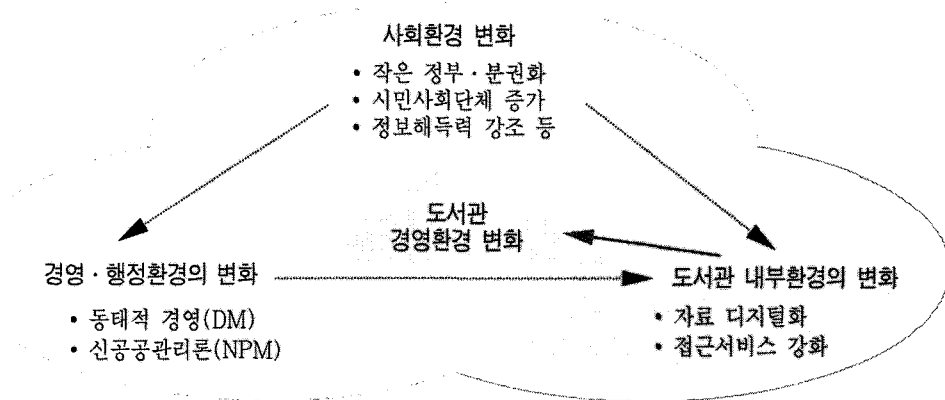 사회환경 변화
• 작은 정부 · 분권화
• 시민사회단체 증가
• 정보해득력 강조 등
도서관
경영환경 변화
경영 · 행정환경의 변화
• 동태적 경영(DM)
• 신공공관리론(NPM)
도서관 내부환경의 변화
• 자료 디지털화
• 접근서비스 강화